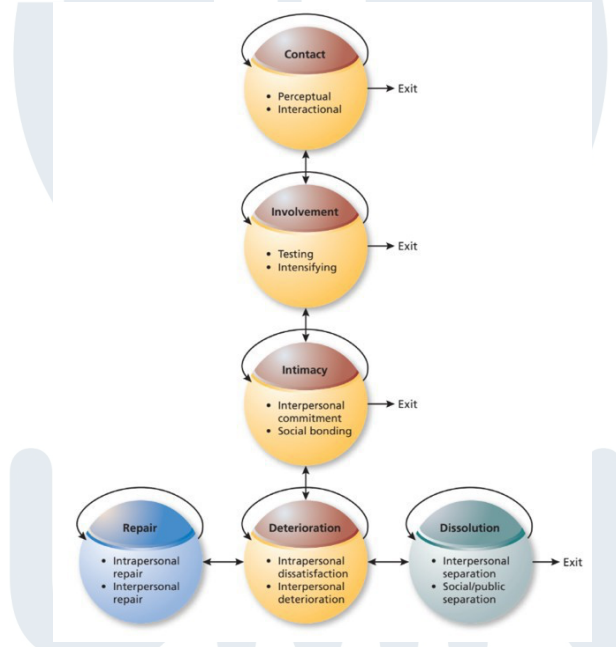 Contact
• Perceptual
• Interactional
Exit
Involvement
• Testing
• Intensifying
Exit
Intimacy
• Interpersonal
commitment
• Social bonding
Exit
Repair
• Intrapersonal
repair
• Interpersonal
repair
Deterioration
• Intrapersonal
dissatisfaction
• Interpersonal
deterioration
Dissolution
• Interpersonal
separation
• Social/public
separation
Exit